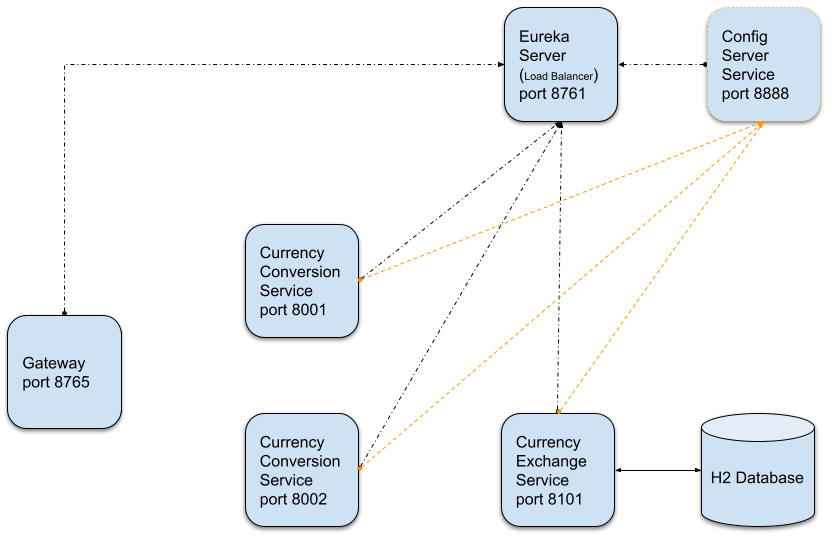 Eureka
Server
(Load Balancer)
port 8761
Config
Server
Service
port 8888
Currency
Conversion
Service
port 8001
Gateway
port 8765
Currency
Conversion
Service
port 8002
Currency
Exchange
Service
port 8101
H2 Database